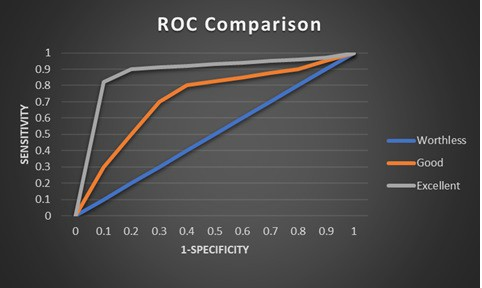 ROC Comparison
1
0.9
0.8
0.7
0.6
0.5
0.4
0.3
0.2
0.1
0
SENSITIVITY
0 0.1 0.2 0.3 0.4 0.5 0.6 0.7 0.8 0.9 1
1-SPECIFICITY
Worthless
Good
Excellent